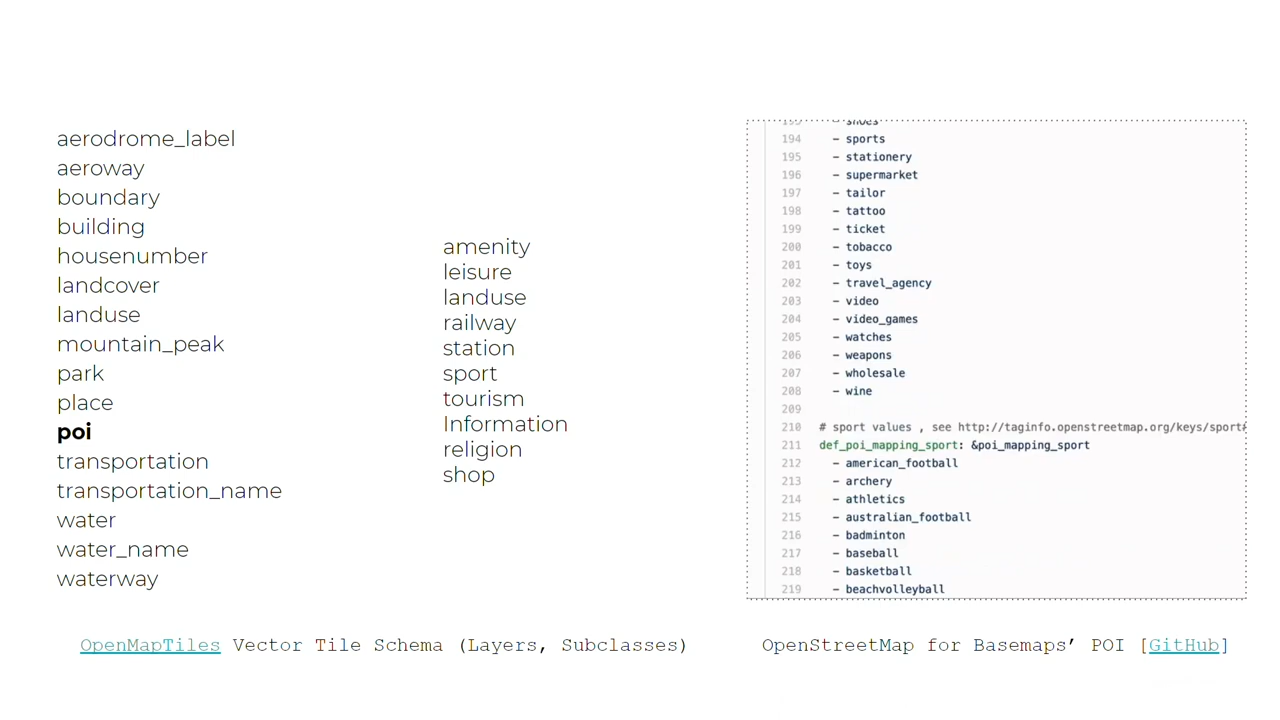 aerodrome_label
aeroway
boundary
building
housenumber
landcover
landuse
mountain_peak
park
place
poi
transportation
transportation_name
water
water_name
waterway
amenity
leisure
landuse
railway
station
sport
tourism
Information
religion
shop
193 - shoes
194 - sports
195 - stationery
196 - supermarket
197 - tailor
198 - tattoo
199 - ticket
200 - tobacco
201 - toys
202 - travel_agency
203 - video
204 - video_games
205 - watches
206 - weapons
207 - wholesale
208 - wine
209
210 # sport values , see http://taginfo.openstreetmap.org/keys/sport#
211 def_poi_mapping_sport: &poi_mapping_sport
212 - american_football
213 - archery
214 - athletics
215 - australian_football
216 - badminton
217 - baseball
218 - basketball
219 - beachvolleyball
OpenMapTiles Vector Tile Schema (Layers, Subclasses)
OpenStreetMap for Basemaps’ POI [GitHub]